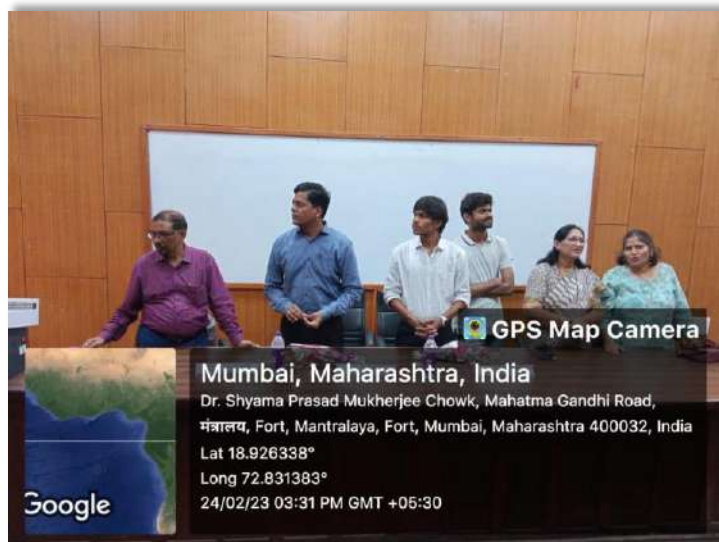 GPS Map Camera
Mumbai, Maharashtra, India
Dr. Shyama Prasad Mukherjee Chowk, Mahatma Gandhi Road,
मंत्रालय, Fort, Mantralaya, Fort, Mumbai, Maharashtra 400032, India
Lat 18.926338°
Long 72.831383°
24/02/23 03:31 PM GMT +05:30
Google